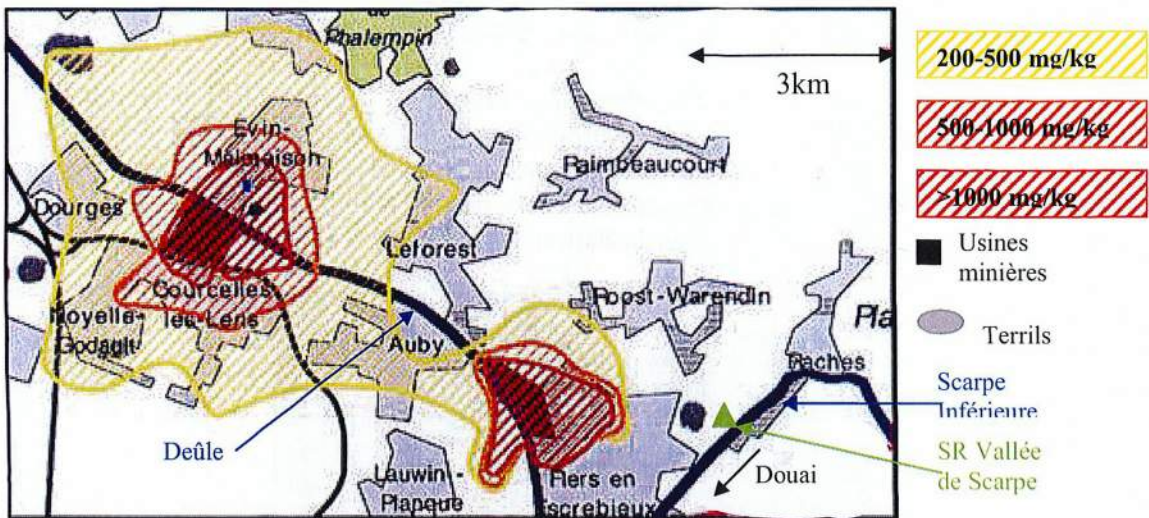 de
Phalempin
3km
Evin-
Malmaison
Raimbeaucourt
Dourges
Leforest
Courcelles
les-Lens
Noyelle-
Godault
Roost-Warendin
Auby
Pla
Raches
Deûle
Lauwin -
Planque
Flers en
Escrebieux
Douai
200-500 mg/kg
500-1000 mg/kg
>1000 mg/kg
Usines
minières
Terrils
Scarpe
Inférieure
SR Vallée
de Scarpe